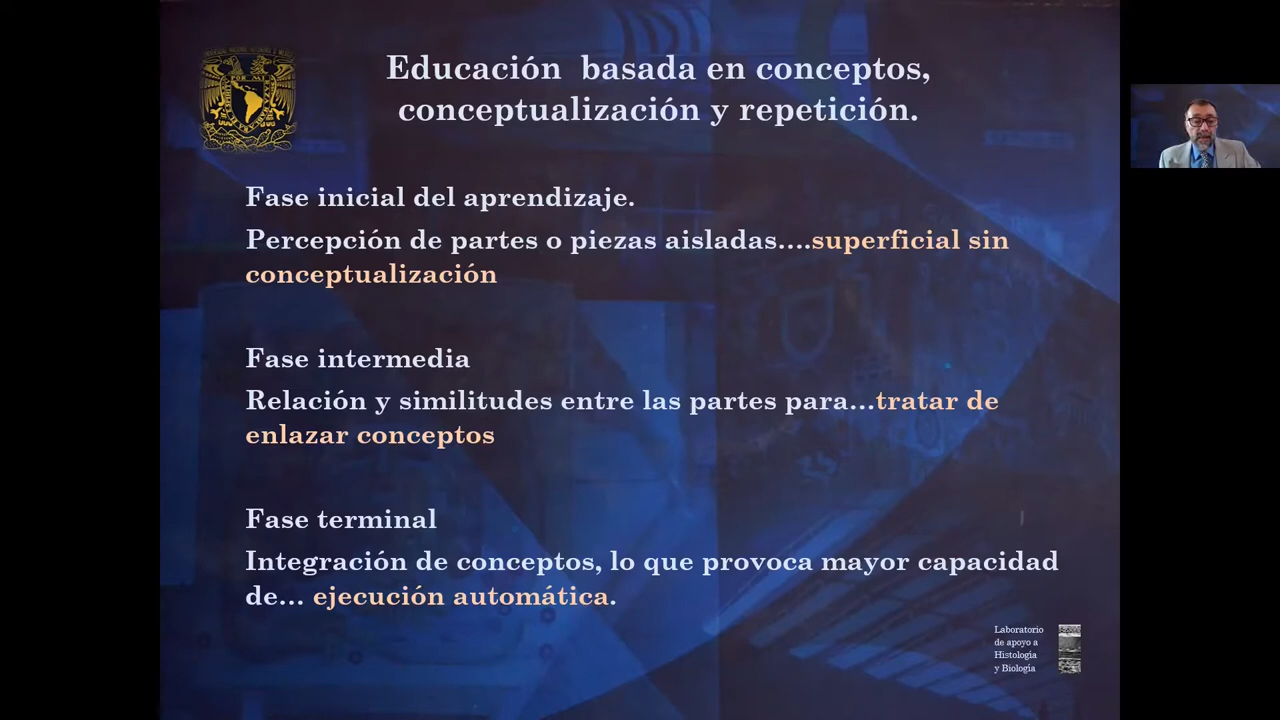 Educación basada en conceptos,
conceptualización y repetición.
Fase inicial del aprendizaje.
Percepción de partes o piezas aisladas....superficial sin
conceptualización
Fase intermedia
Relación y similitudes entre las partes para...tratar de
enlazar conceptos
Fase terminal
Integración de conceptos, lo que provoca mayor capacidad
de... ejecución automática.
Laboratorio
de apoyo a
Histología
y Biología